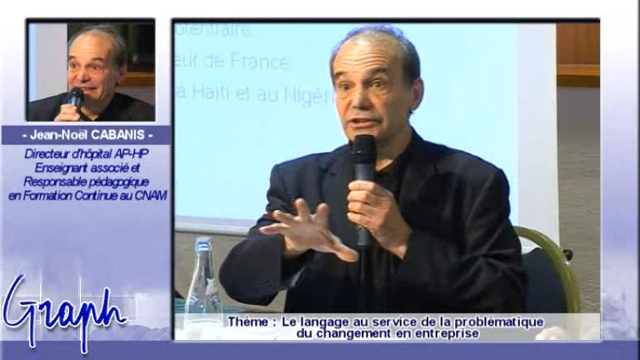 - Jean-Noël CABANIS -
Directeur d'hôpital AP-HP
Enseignant associé et
Responsable pédagogique
en Formation Continue au CNAM
Graph
eur de France
a Haïti et au Nigér
Thème : Le langage au service de la problématique
du changement en entreprise